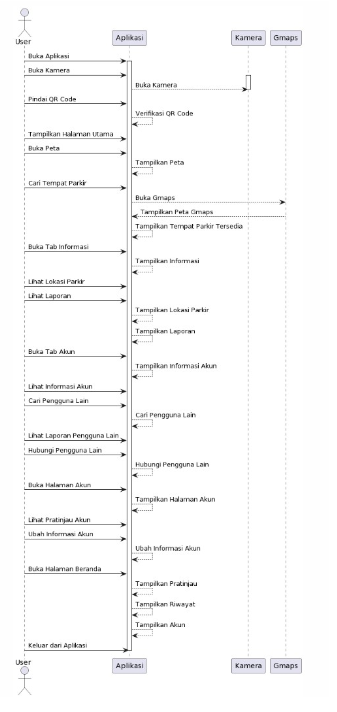 User
Aplikasi
Kamera
Gmaps
Buka Aplikasi
Buka Kamera
Buka Kamera
Pindai QR Code
Verifikasi QR Code
Tampilkan Halaman Utama
Buka Peta
Tampilkan Peta
Cari Tempat Parkir
Buka Gmaps
Tampilkan Peta Gmaps
Tampilkan Tempat Parkir Tersedia
Buka Tab Informasi
Tampilkan Informasi
Lihat Lokasi Parkir
Lihat Laporan
Tampilkan Lokasi Parkir
Tampilkan Laporan
Buka Tab Akun
Tampilkan Informasi Akun
Lihat Informasi Akun
Cari Pengguna Lain
Cari Pengguna Lain
Lihat Laporan Pengguna Lain
Hubungi Pengguna Lain
Hubungi Pengguna Lain
Buka Halaman Akun
Tampilkan Halaman Akun
Lihat Pratinjau Akun
Ubah Informasi Akun
Ubah Informasi Akun
Buka Halaman Beranda
Tampilkan Pratinjau
Tampilkan Riwayat
Tampilkan Akun
Keluar dari Aplikasi
User
Aplikasi
Kamera
Gmaps